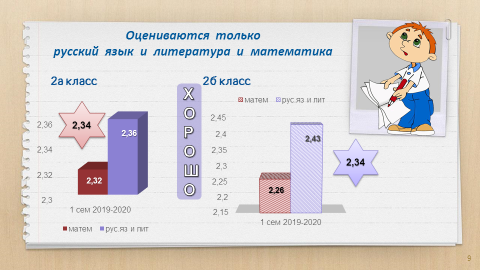 Оцениваются только
русский язык и литература и математика
2а класс
2,34
2,36
2,34
2,32
2,3
2,32
2,36
1 сем 2019-2020
матем
рус.яз и лит
ХОРОШО
2б класс
матем
рус.яз и лит
2,45
2,4
2,35
2,3
2,25
2,2
2,15
2,26
2,43
1 сем 2019-2020
2,34
9